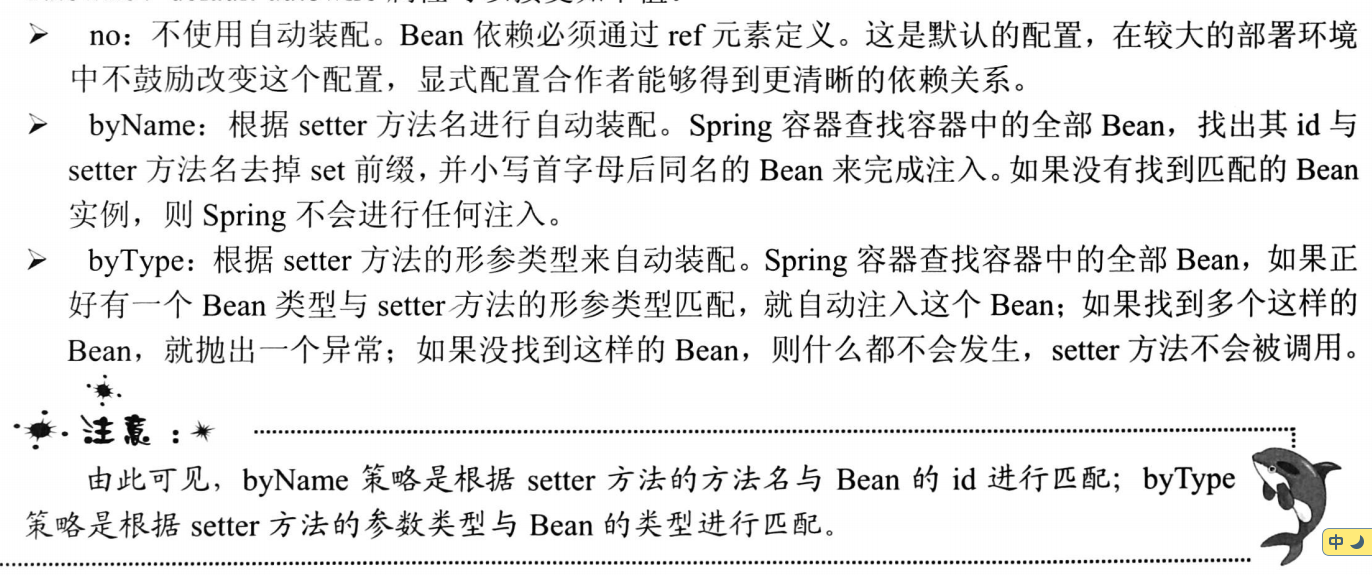 ➢ no：不使用自动装配。Bean 依赖必须通过 ref 元素定义。这是默认的配置，在较大的部署环境
中不鼓励改变这个配置，显式配置合作者能够得到更清晰的依赖关系。
➢ byName：根据 setter 方法名进行自动装配。Spring 容器查找容器中的全部 Bean，找出其 id 与
setter 方法名去掉 set 前缀，并小写首字母后同名的 Bean 来完成注入。如果没有找到匹配的 Bean
实例，则 Spring 不会进行任何注入。
➢ byType：根据 setter 方法的形参类型来自动装配。Spring 容器查找容器中的全部 Bean，如果正
好有一个 Bean 类型与 setter 方法的形参类型匹配，就自动注入这个 Bean；如果找到多个这样的
Bean，就抛出一个异常；如果没找到这样的 Bean，则什么都不会发生，setter 方法不会被调用。
注意：
由此可见，byName 策略是根据 setter 方法的方法名与 Bean 的 id 进行匹配；byType
策略是根据 setter 方法的参数类型与 Bean 的类型进行匹配。
中